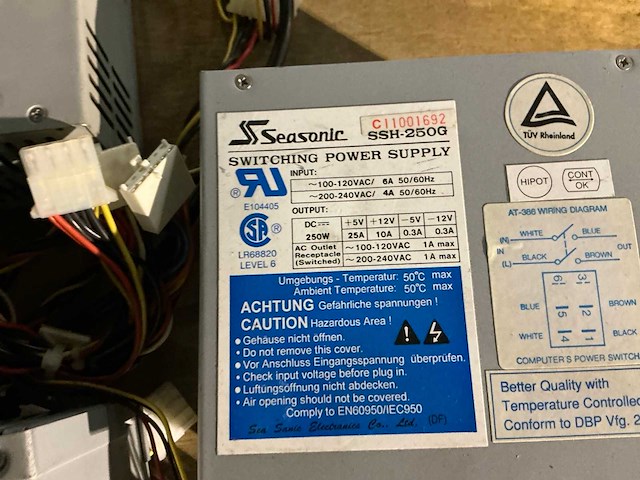 C11001692
Seasonic SSH-250G
SWITCHING POWER SUPPLY
E104405
LR68820
LEVEL 6
INPUT:
~100-120VAC/ 6A 50/60Hz
~200-240VAC/ 4A 50/60Hz
OUTPUT:
DC +5V +12V -5V -12V
250W 25A 10A 0.3A 0.3A
AC Outlet ~100-120VAC 1A max
Receptacle
(Switched) ~200-240VAC 1A max
Umgebungs - Temperatur: 50°C max
Ambient Temperature: 50°C max
ACHTUNG Gefährliche spannungen !
CAUTION Hazardous Area !
• Gehäuse nicht öffnen.
• Do not remove this cover.
• Vor Anschluss Eingangsspannung überprüfen.
• Check input voltage before plug in.
• Luftungsöffnung nicht abdecken.
• Air opening should not be covered.
Comply to EN60950/IEC950
Sea Sonic Electronics Co., Ltd. (DF)
TÜV Rheinland
HIPOT
CONT
OK
AT-386 WIRING DIAGRAM
WHITE BLUE
(N)
IN OUT
(L) BLACK BROWN
6 3
BLUE 5 2 BROWN
WHITE 4 1 BLACK
COMPUTER'S POWER SWITCH
Better Quality with
Temperature Controlled
Conform to DBP Vfg. 2